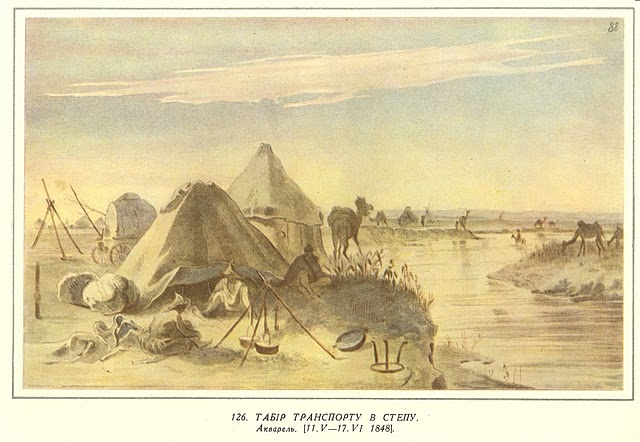 82
126. ТАБІР ТРАНСПОРТУ В СТЕПУ.
Акварель. [11.V—17.VI 1848].